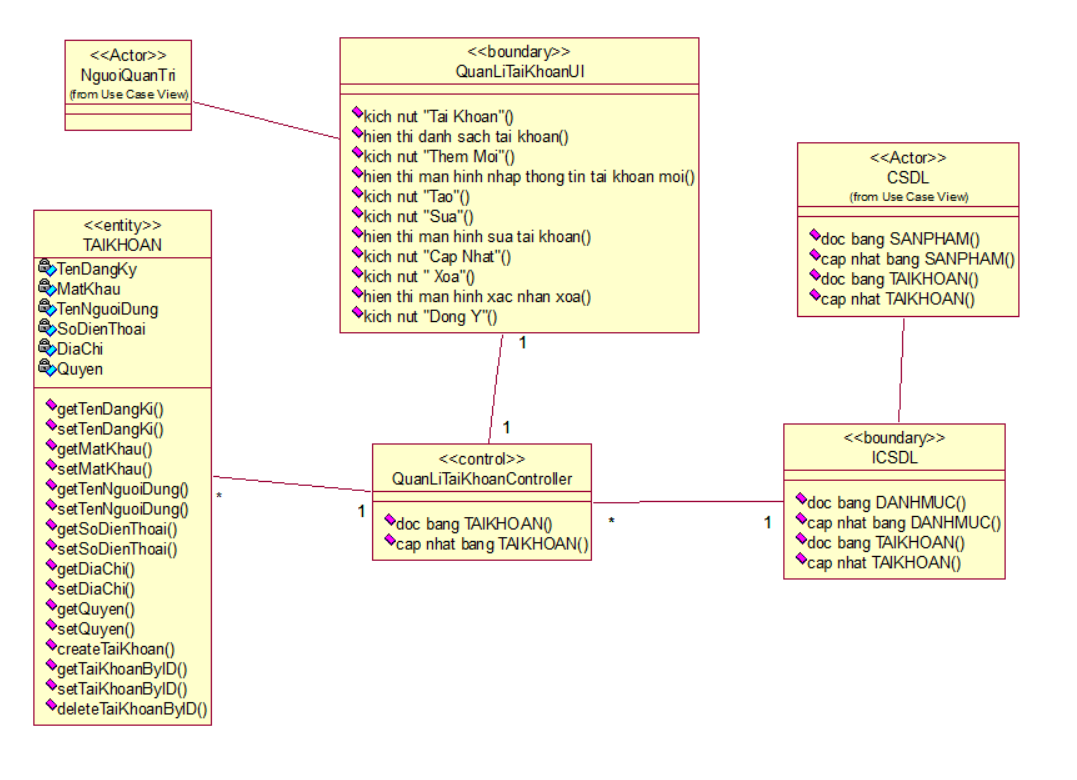 <<Actor>>
NguoiQuanTri
(from Use Case View)
<<boundary>>
QuanLiTaiKhoanUI
kich nut "Tai Khoan"()
hien thi danh sach tai khoan()
kich nut "Them Moi"()
hien thi man hinh nhap thong tin tai khoan moi()
kich nut "Tao"()
kich nut "Sua"()
hien thi man hinh sua tai khoan()
kich nut "Cap Nhat"()
kich nut " Xoa"()
hien thi man hinh xac nhan xoa()
kich nut "Dong Y"()
<<Actor>>
CSDL
(from Use Case View)
doc bang SANPHAM()
cap nhat bang SANPHAM()
doc bang TAIKHOAN()
cap nhat TAIKHOAN()
<<entity>>
TAIKHOAN
TenDangKy
MatKhau
TenNguoiDung
SoDienThoai
DiaChi
Quyen
getTenDangKi()
setTenDangKi()
getMatKhau()
setMatKhau()
getTenNguoiDung()
setTenNguoiDung()
getSoDienThoai()
setSoDienThoai()
getDiaChi()
setDiaChi()
getQuyen()
setQuyen()
createTaiKhoan()
getTaiKhoanByID()
setTaiKhoanByID()
deleteTaiKhoanByID()
1
1
<<control>>
QuanLiTaiKhoanController
doc bang TAIKHOAN()
cap nhat bang TAIKHOAN()
*
1
*
1
<<boundary>>
ICSDL
doc bang DANHMUC()
cap nhat bang DANHMUC()
doc bang TAIKHOAN()
cap nhat TAIKHOAN()